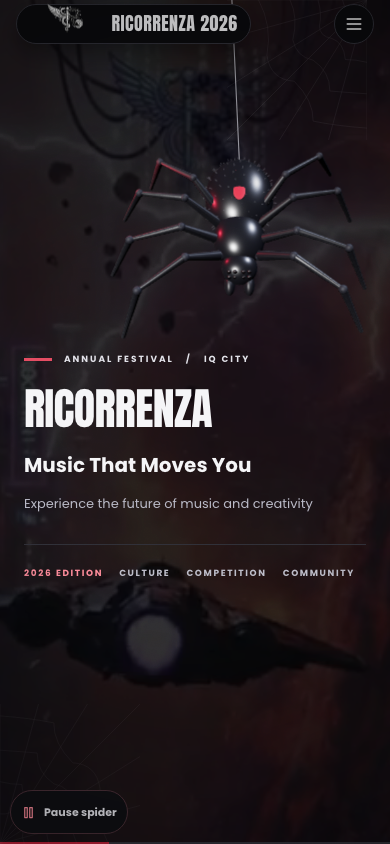 RICORRENZA 2026
ANNUAL FESTIVAL / IQ CITY
RICORRENZA
Music That Moves You
Experience the future of music and creativity
2026 EDITION CULTURE COMPETITION COMMUNITY
Pause spider